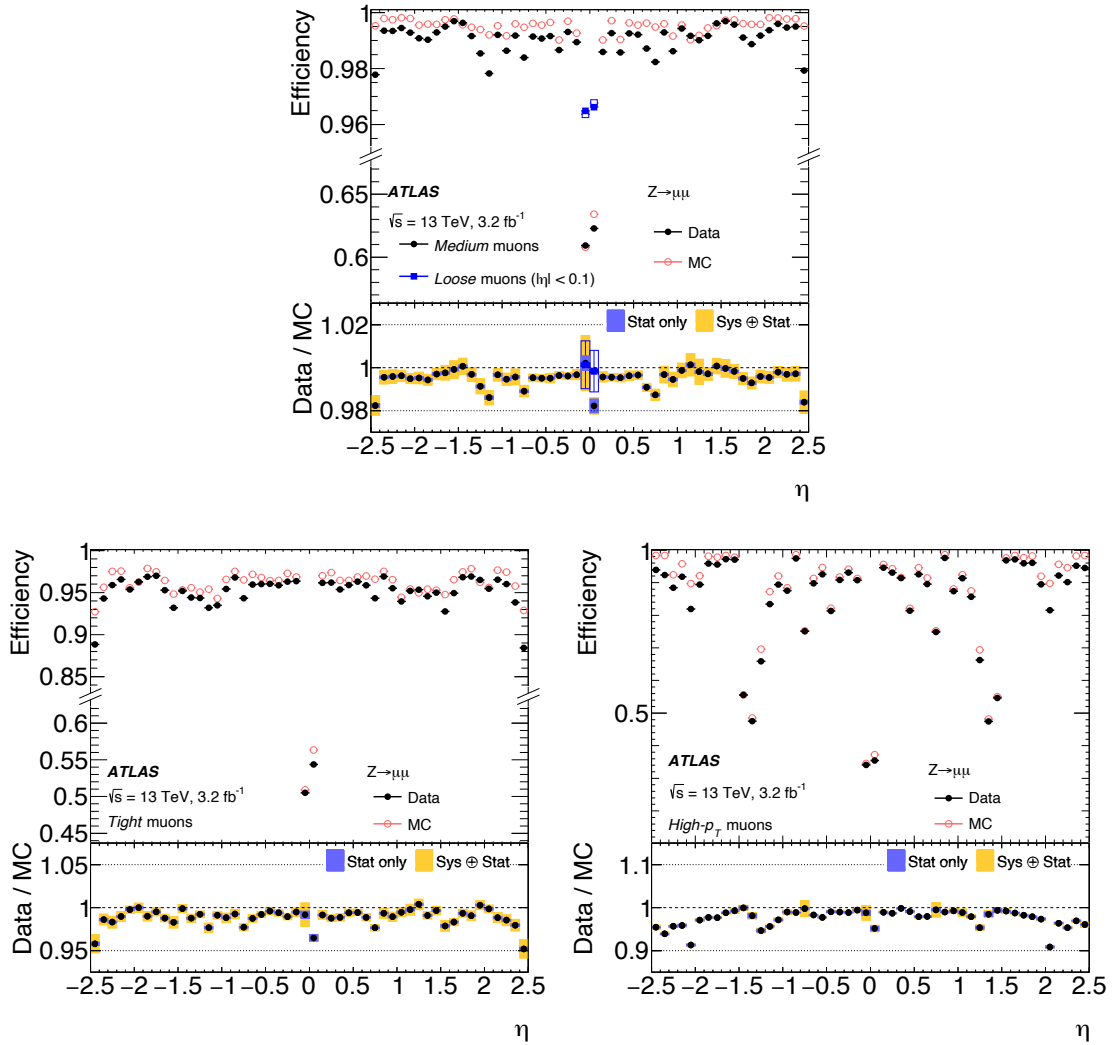 Efficiency
1
0.98
0.96
0.65
0.6
ATLAS
√s = 13 TeV, 3.2 fb⁻¹
Medium muons
Loose muons (|η| < 0.1)
Z→μμ
Data
MC
Data / MC
1.02
1
0.98
Stat only
Sys ⊕ Stat
−2.5 −2 −1.5 −1 −0.5 0 0.5 1 1.5 2 2.5
η
Efficiency
1
0.95
0.9
0.85
0.6
0.55
0.5
0.45
ATLAS
√s = 13 TeV, 3.2 fb⁻¹
Tight muons
Z→μμ
Data
MC
Data / MC
1.05
1
0.95
Stat only
Sys ⊕ Stat
−2.5 −2 −1.5 −1 −0.5 0 0.5 1 1.5 2 2.5
η
Efficiency
1
0.5
ATLAS
√s = 13 TeV, 3.2 fb⁻¹
High-p_T muons
Z→μμ
Data
MC
Data / MC
1.1
1
0.9
Stat only
Sys ⊕ Stat
−2.5 −2 −1.5 −1 −0.5 0 0.5 1 1.5 2 2.5
η